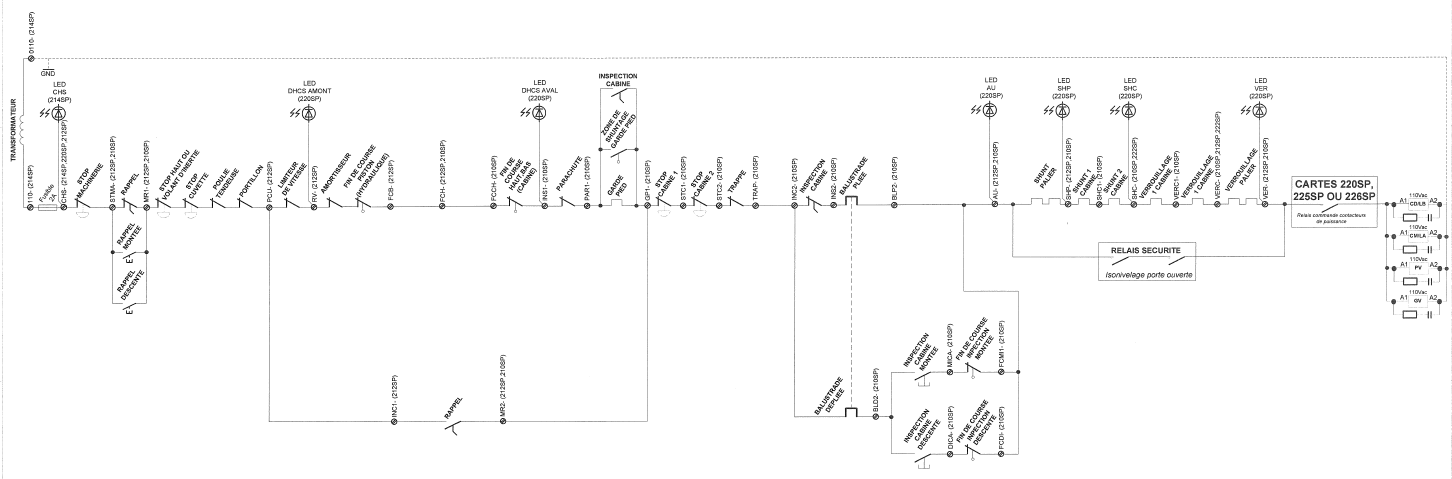 0110- (214SP)
GND
TRANSFORMATEUR
110- (214SP)
Fusible
2A
LED
CHS
(214SP)
CHS- (214SP,220SP,212SP)
STOP
MACHINERIE
STMA- (212SP,210SP)
RAPPEL
MR1- (212SP,210SP)
RAPPEL
MONTEE
RAPPEL
DESCENTE
STOP HAUT OU
VOLANT D'INERTIE
STOP
CUVETTE
POULIE
TENDEUSE
PORTILLON
PCU- (212SP)
LED
DHCS AMONT
(220SP)
LIMITEUR
DE VITESSE
RV- (212SP)
AMORTISSEUR
FIN DE COURSE
PISTON
(HYDRAULIQUE)
FCB- (212SP)
FCH- (212SP)
FCCH- (210SP)
FIN DE
COURSE
HAUT/BAS
(CABINE)
LED
DHCS AVAL
(220SP)
INS1- (210SP)
PARACHUTE
PAR1- (210SP)
INSPECTION
CABINE
ZONE DE
SHUNTAGE
GARDE PIED
GARDE
PIED
GP1- (210SP)
STOP
CABINE 1
STC1- (210SP)
STOP
CABINE 2
STC2- (210SP)
TRAPPE
TRAP- (210SP)
INC2- (210SP)
INSPECTION
CABINE
INS2- (210SP)
BALUSTRADE
PLIEE
BLP2- (210SP)
LED
AU
(220SP)
AU- (212SP,210SP)
SHUNT
PALIER
LED
SHP
(220SP)
SHP- (212SP,210SP)
SHUNT 1
CABINE
SHC1- (210SP)
SHUNT 2
CABINE
LED
SHC
(220SP)
SHC- (210SP,222SP)
VERROUILLAGE
1 CABINE
VERC1- (210SP)
VERROUILLAGE
1 CABINE
VERC- (210SP,212SP,222SP)
VERROUILLAGE
PALIER
LED
VER
(220SP)
VER- (212SP,210SP)
CARTES 220SP,
225SP OU 226SP
Relais commande contacteurs
de puissance
RELAIS SECURITE
Isonivelage porte ouverte
110Vac
A1 CD/LB A2
110Vac
A1 CM/LA A2
110Vac
A1 PV A2
110Vac
A1 GV A2
INC1- (212SP)
RAPPEL
MR2- (212SP,210SP)
BALUSTRADE
DEPLIEE
BLD2- (210SP)
INSPECTION
CABINE
MONTEE
MICA- (210SP)
FIN DE COURSE
INPECTION
MONTEE
FCMI1- (210SP)
INSPECTION
CABINE
DESCENTE
DICA- (210SP)
FIN DE COURSE
INPECTION
DESCENTE
FCDI- (210SP)